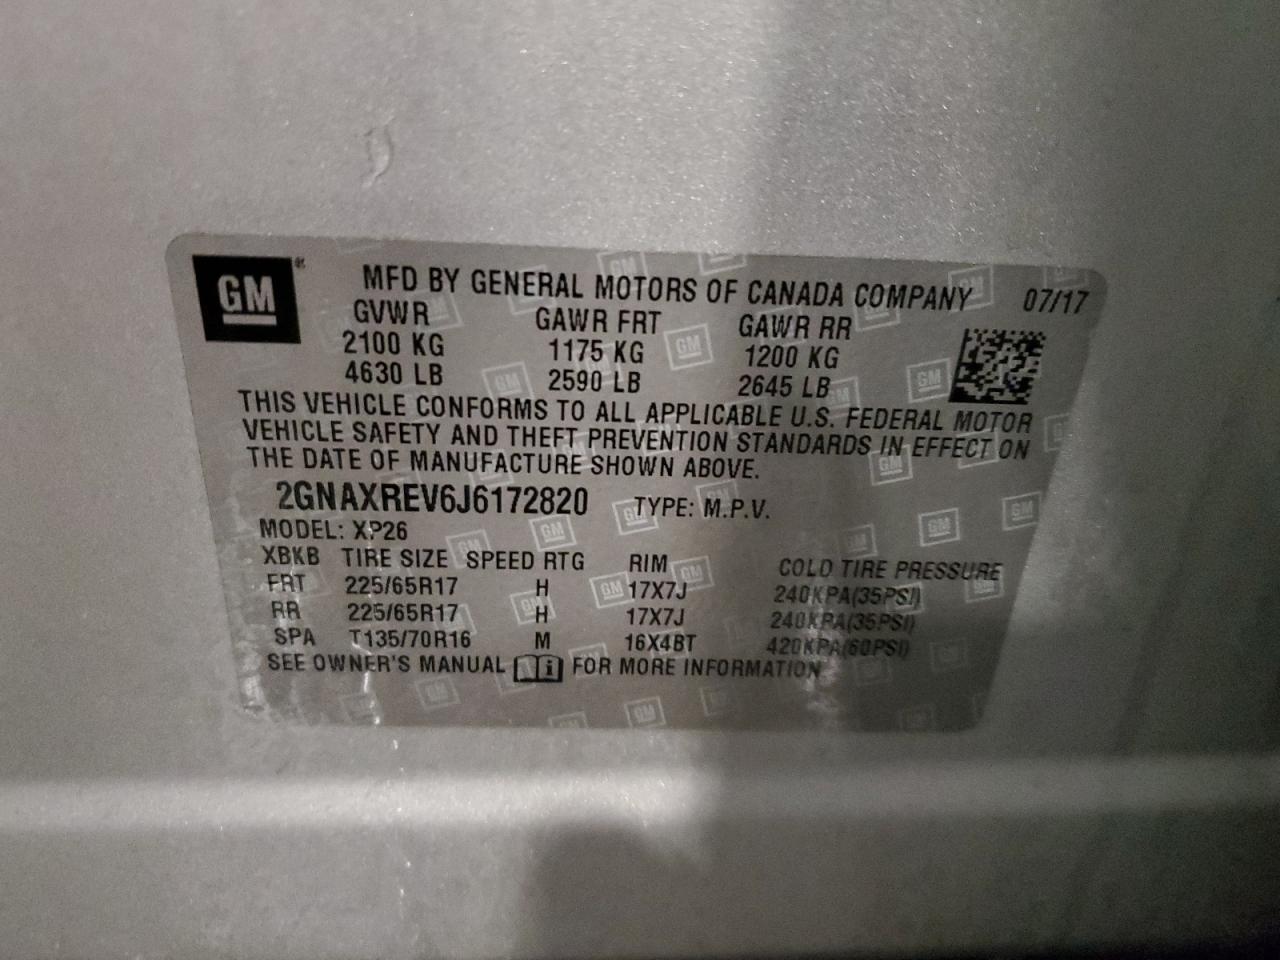 GM
MFD BY GENERAL MOTORS OF CANADA COMPANY 07/17
GVWR GAWR FRT GAWR RR
2100 KG 1175 KG 1200 KG
4630 LB 2590 LB 2645 LB
THIS VEHICLE CONFORMS TO ALL APPLICABLE U.S. FEDERAL MOTOR
VEHICLE SAFETY AND THEFT PREVENTION STANDARDS IN EFFECT ON
THE DATE OF MANUFACTURE SHOWN ABOVE.
2GNAXREV6J6172820 TYPE: M.P.V.
MODEL: XP26
XBKB TIRE SIZE SPEED RTG RIM COLD TIRE PRESSURE
FRT 225/65R17 H 17X7J 240KPA(35PSI)
RR 225/65R17 H 17X7J 240KPA(35PSI)
SPA T135/70R16 M 16X4BT 420KPA(60PSI)
SEE OWNER'S MANUAL i FOR MORE INFORMATION